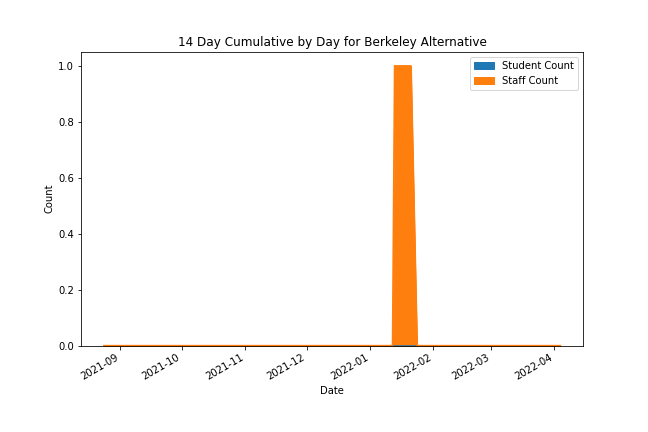 14 Day Cumulative by Day for Berkeley Alternative
Student Count
Staff Count
1.0
0.8
0.6
0.4
0.2
0.0
Count
2021-09
2021-10
2021-11
2021-12
2022-01
2022-02
2022-03
2022-04
Date